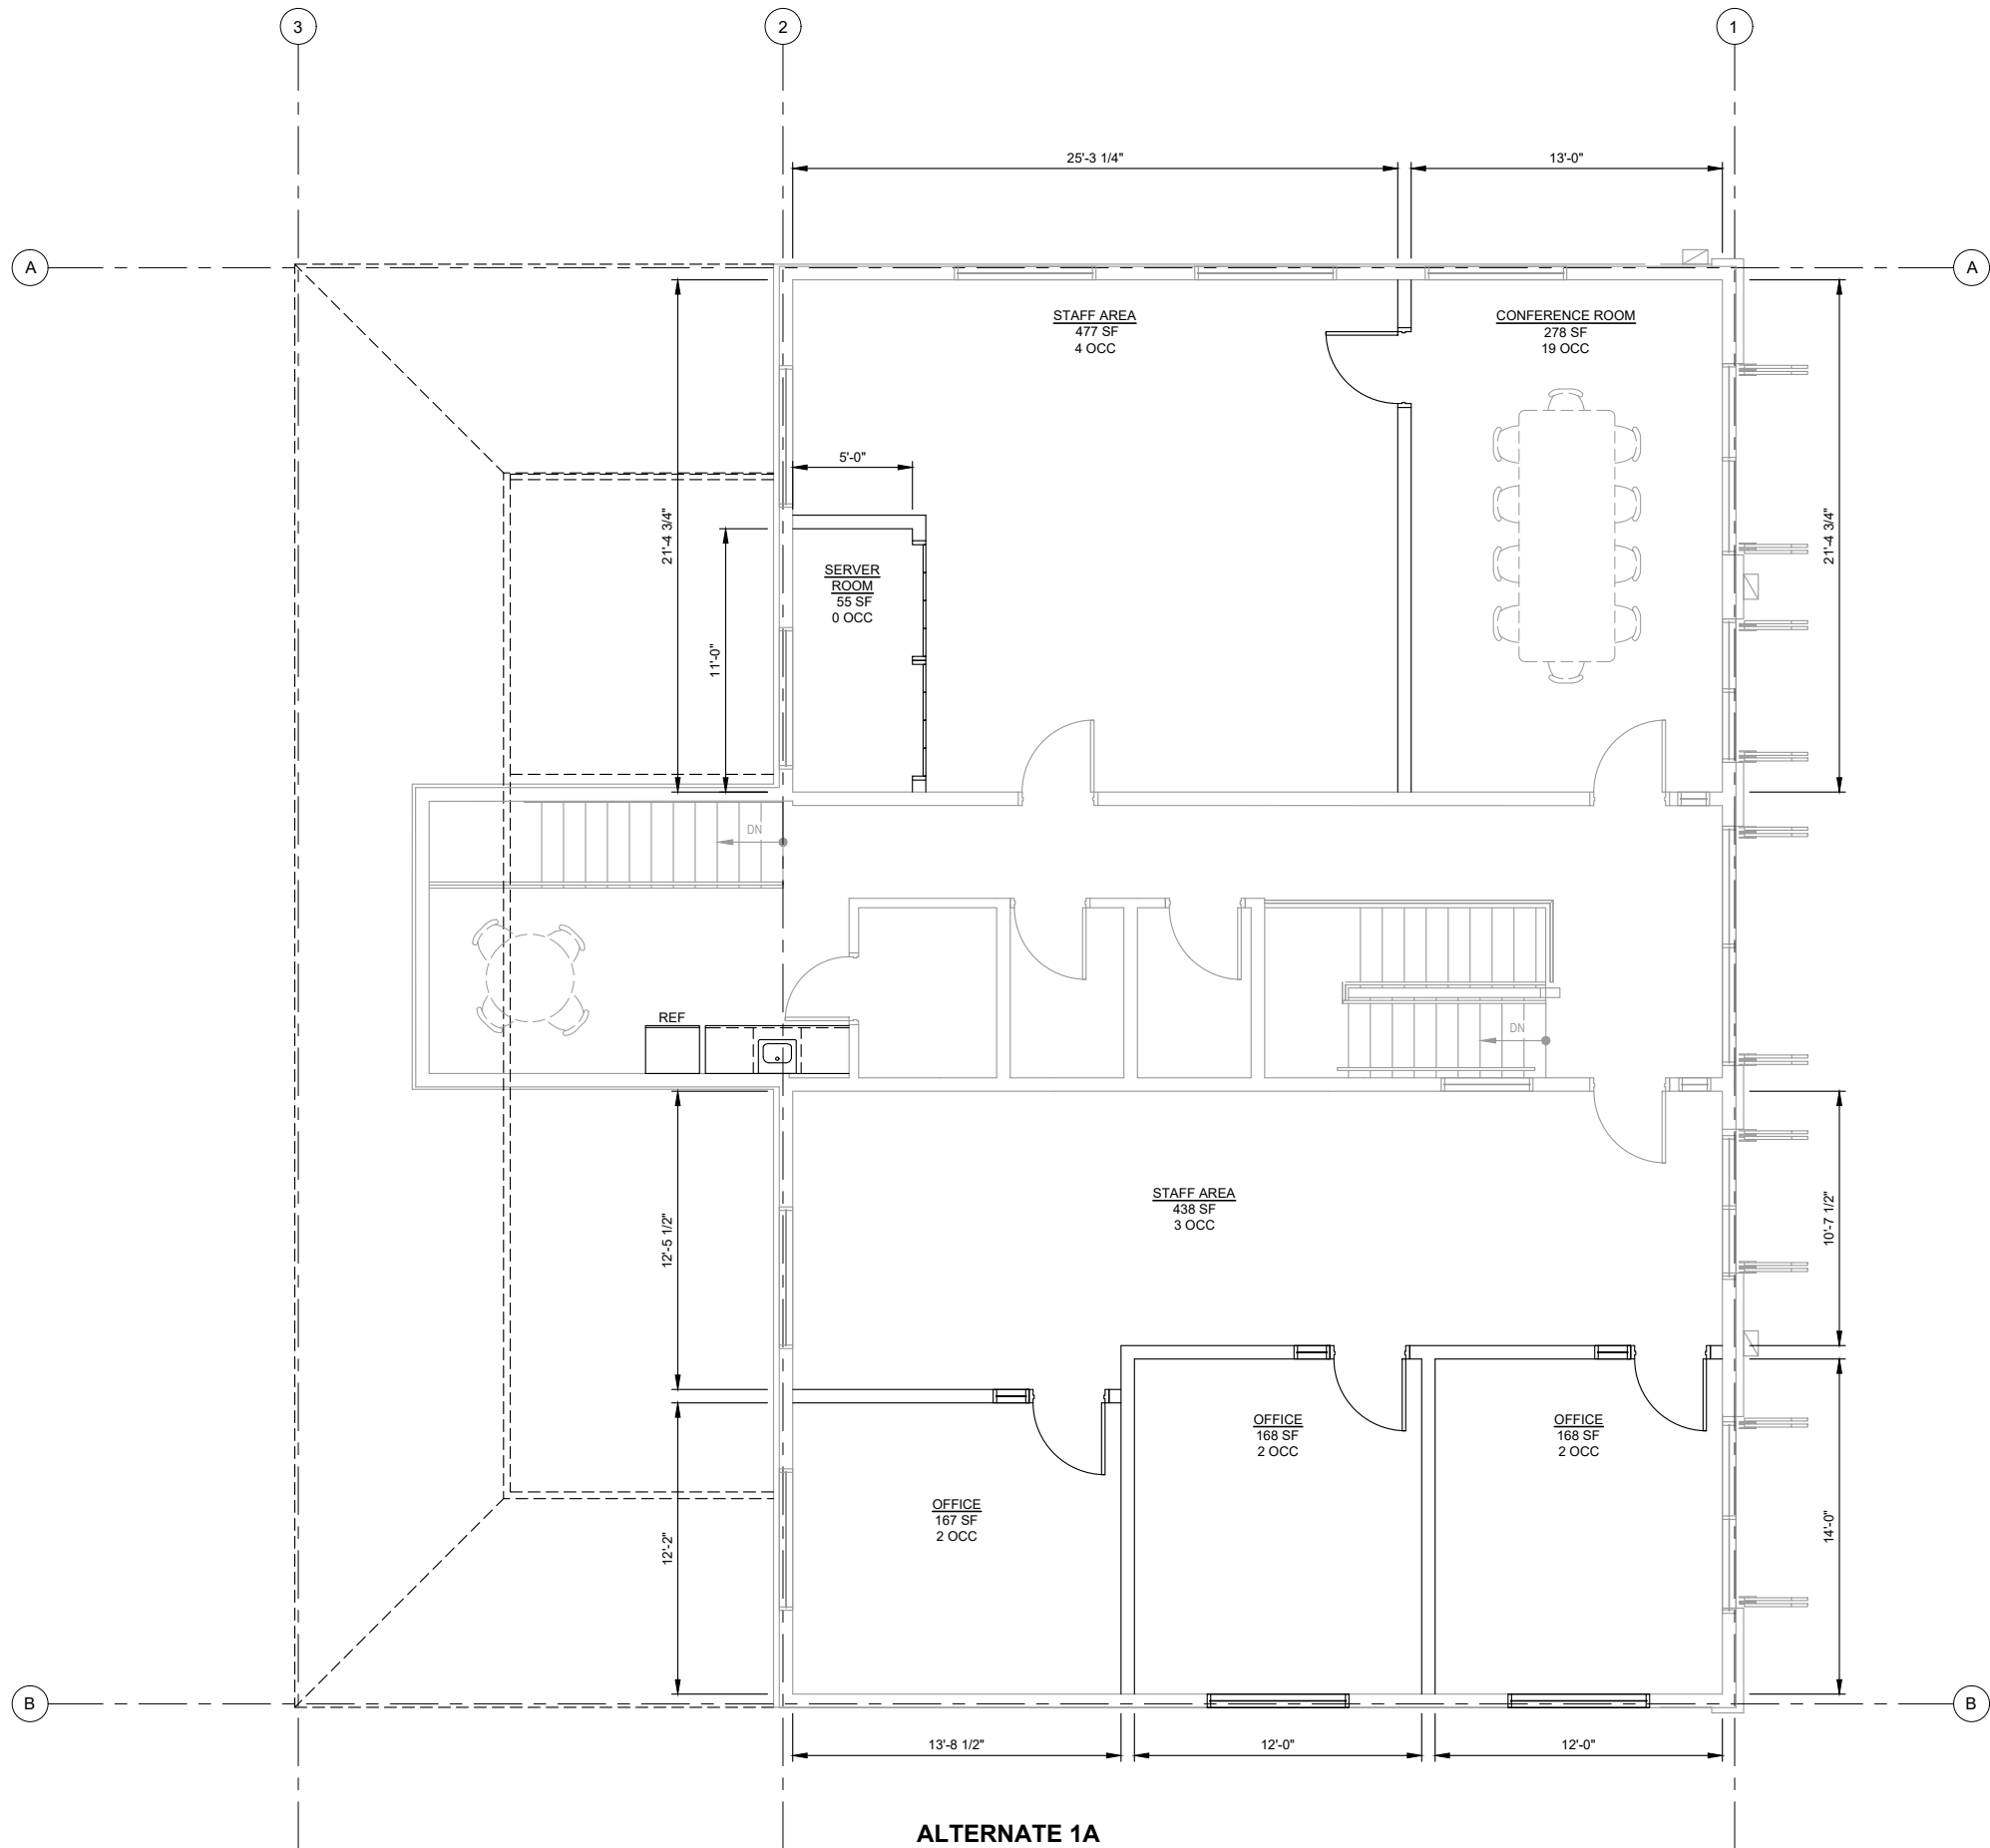 3
2
1
25'-3 1/4"
13'-0"
A
A
STAFF AREA
477 SF
4 OCC
CONFERENCE ROOM
278 SF
19 OCC
5'-0"
21'-4 3/4"
21'-4 3/4"
SERVER
ROOM
55 SF
0 OCC
11'-0"
DN
REF
DN
STAFF AREA
438 SF
3 OCC
12'-5 1/2"
10'-7 1/2"
OFFICE
168 SF
2 OCC
OFFICE
168 SF
2 OCC
OFFICE
167 SF
2 OCC
12'-2"
14'-0"
B
B
13'-8 1/2"
12'-0"
12'-0"
ALTERNATE 1A